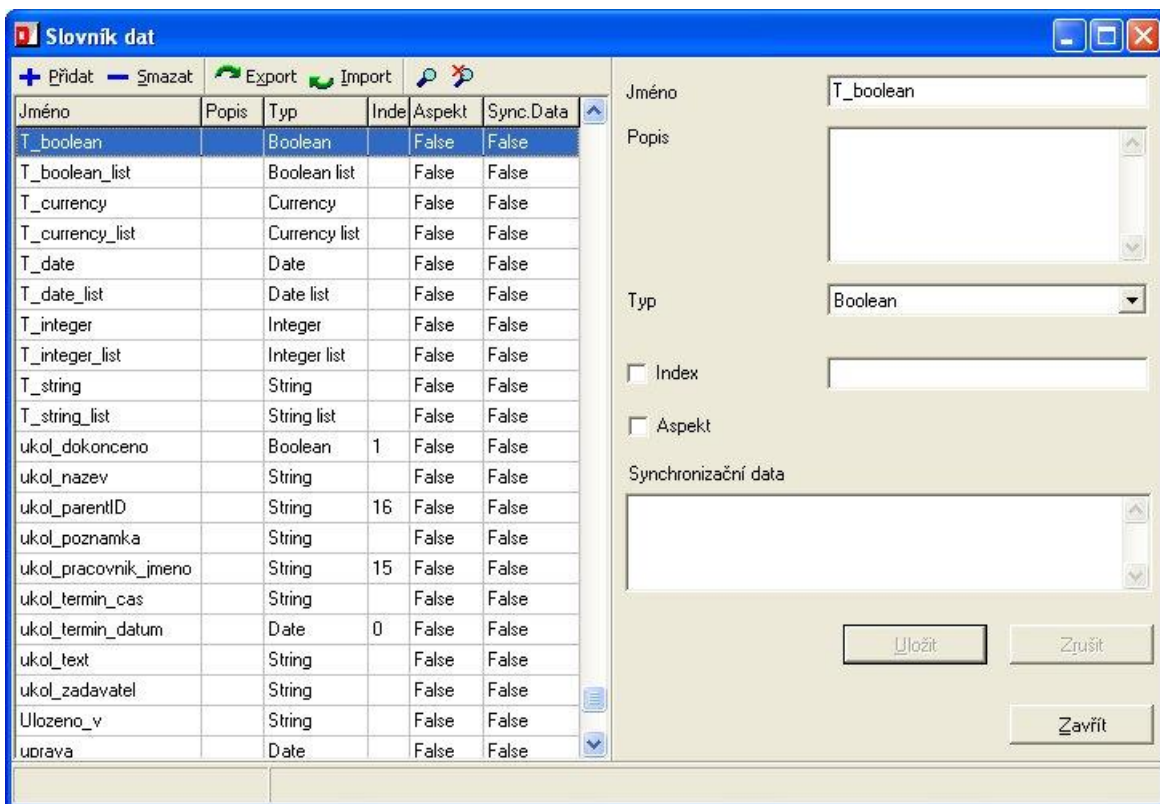 Slovník dat
Přidat Smazat Export Import
Jméno Popis Typ Inde Aspekt Sync.Data
T_boolean Boolean False False
T_boolean_list Boolean list False False
T_currency Currency False False
T_currency_list Currency list False False
T_date Date False False
T_date_list Date list False False
T_integer Integer False False
T_integer_list Integer list False False
T_string String False False
T_string_list String list False False
ukol_dokonceno Boolean 1 False False
ukol_nazev String False False
ukol_parentID String 16 False False
ukol_poznamka String False False
ukol_pracovnik_jmeno String 15 False False
ukol_termin_cas String False False
ukol_termin_datum Date 0 False False
ukol_text String False False
ukol_zadavatel String False False
Ulozeno_v String False False
uprava Date False False
Jméno T_boolean
Popis
Typ Boolean
Index
Aspekt
Synchronizační data
Uložit Zrušit
Zavřít